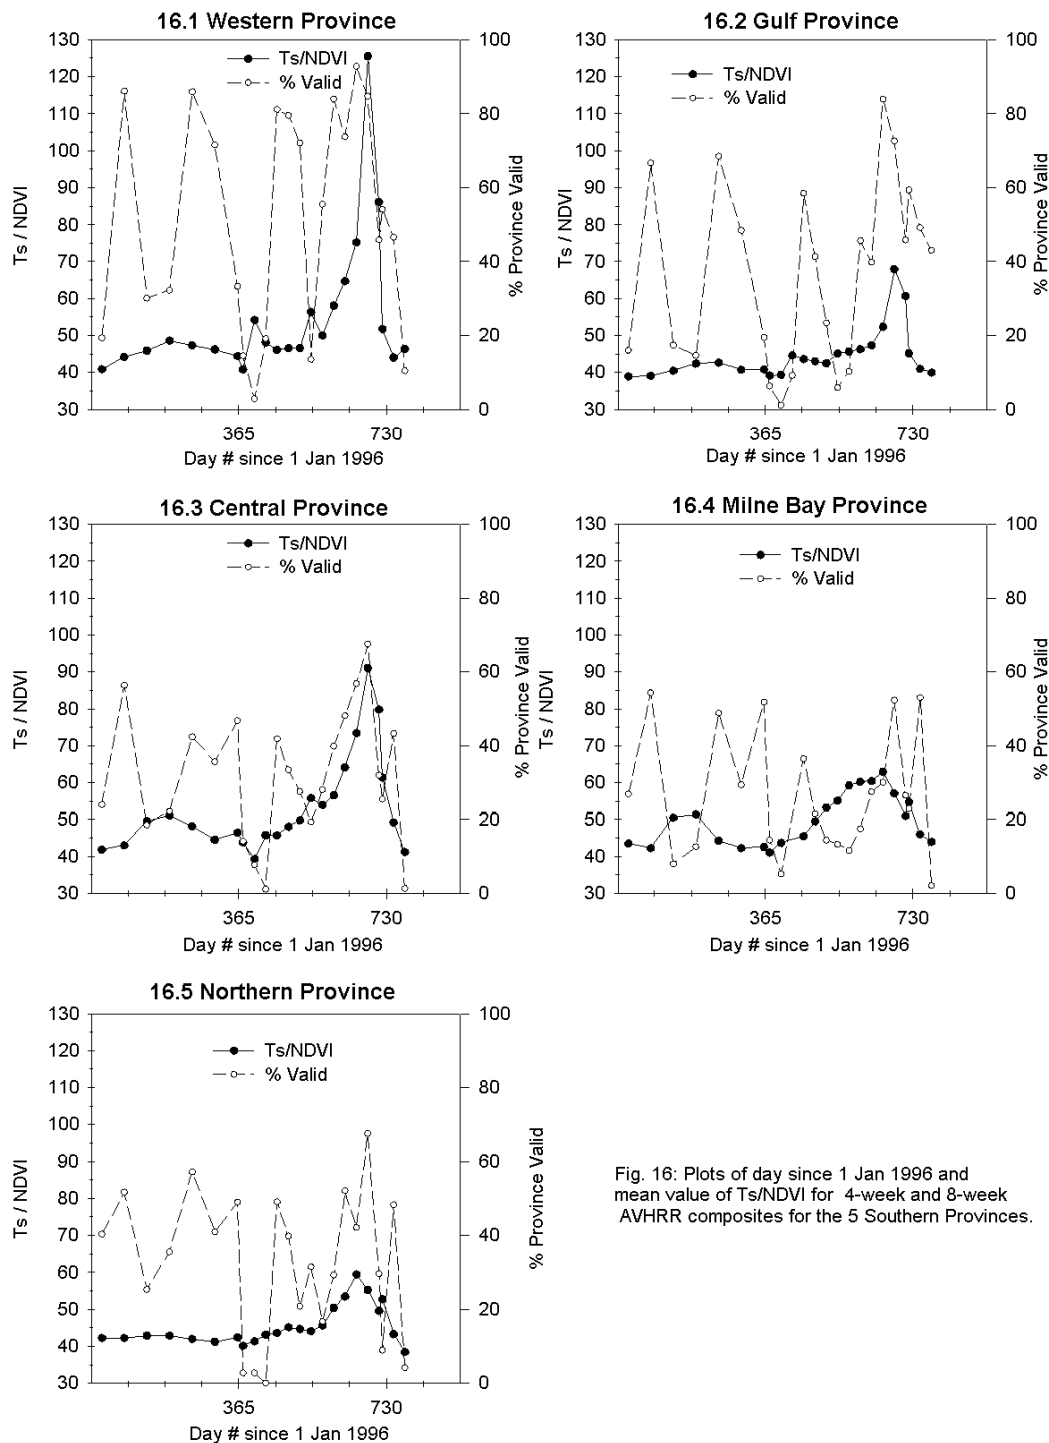 16.1 Western Province
130
120
110
100
90
80
70
60
50
40
30
Ts / NDVI
Ts/NDVI
% Valid
100
80
60
40
20
0
% Province Valid
365
730
Day # since 1 Jan 1996
16.2 Gulf Province
130
120
110
100
90
80
70
60
50
40
30
Ts / NDVI
Ts/NDVI
% Valid
100
80
60
40
20
0
% Province Valid
365
730
Day # since 1 Jan 1996
16.3 Central Province
130
120
110
100
90
80
70
60
50
40
30
Ts / NDVI
Ts/NDVI
% Valid
100
80
60
40
20
0
% Province Valid
365
730
Day # since 1 Jan 1996
16.4 Milne Bay Province
130
120
110
100
90
80
70
60
50
40
30
Ts / NDVI
Ts/NDVI
% Valid
100
80
60
40
20
0
% Province Valid
365
730
Day # since 1 Jan 1996
16.5 Northern Province
130
120
110
100
90
80
70
60
50
40
30
Ts / NDVI
Ts/NDVI
% Valid
100
80
60
40
20
0
% Province Valid
365
730
Day # since 1 Jan 1996
Fig. 16: Plots of day since 1 Jan 1996 and
mean value of Ts/NDVI for 4-week and 8-week
AVHRR composites for the 5 Southern Provinces.